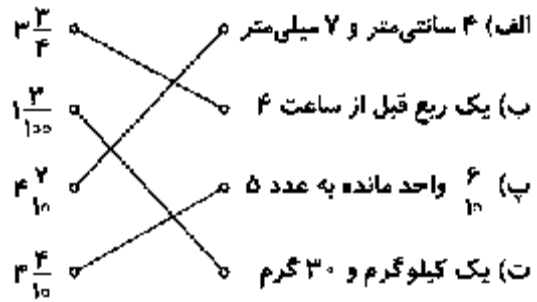 الف) ۴ سانتی‌متر و ۷ میلی‌متر ۳ ۳/۴
ب) یک ربع قبل از ساعت ۴ ۱ ۳/۱۰۰
پ) ۶/۱۰ واحد مانده به عدد ۵ ۴ ۷/۱۰
ت) یک کیلوگرم و ۳۰ گرم ۴ ۴/۱۰